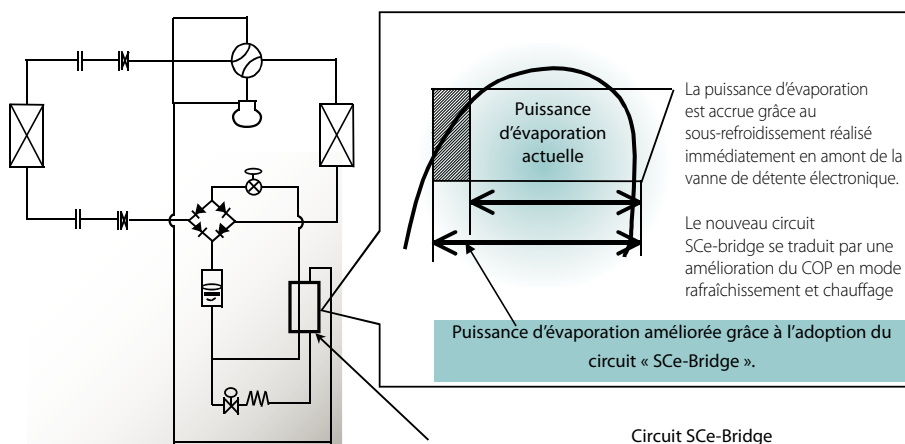 Puissance
d’évaporation
actuelle
La puissance d’évaporation
est accrue grâce au
sous-refroidissement réalisé
immédiatement en amont de la
vanne de détente électronique.
Le nouveau circuit
SCe-bridge se traduit par une
amélioration du COP en mode
rafraîchissement et chauffage
Puissance d’évaporation améliorée grâce à l’adoption du
circuit « SCe-Bridge ».
Circuit SCe-Bridge